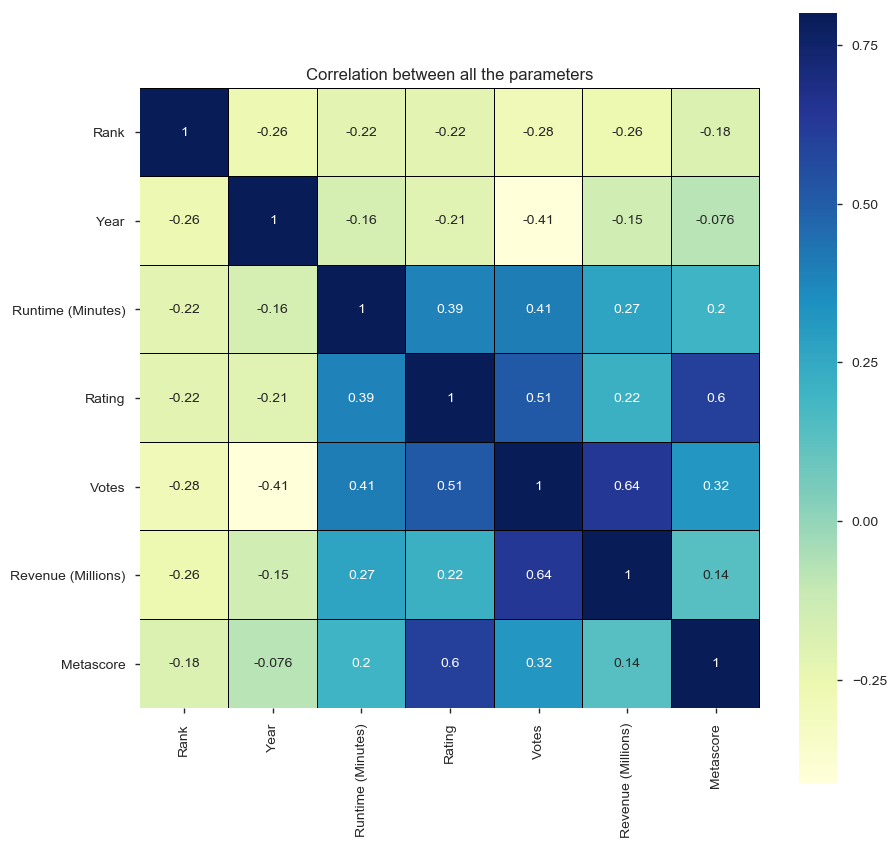 Correlation between all the parameters
Rank 1 -0.26 -0.22 -0.22 -0.28 -0.26 -0.18
Year -0.26 1 -0.16 -0.21 -0.41 -0.15 -0.076
Runtime (Minutes) -0.22 -0.16 1 0.39 0.41 0.27 0.2
Rating -0.22 -0.21 0.39 1 0.51 0.22 0.6
Votes -0.28 -0.41 0.41 0.51 1 0.64 0.32
Revenue (Millions) -0.26 -0.15 0.27 0.22 0.64 1 0.14
Metascore -0.18 -0.076 0.2 0.6 0.32 0.14 1
Rank
Year
Runtime (Minutes)
Rating
Votes
Revenue (Millions)
Metascore
0.75
0.50
0.25
0.00
−0.25